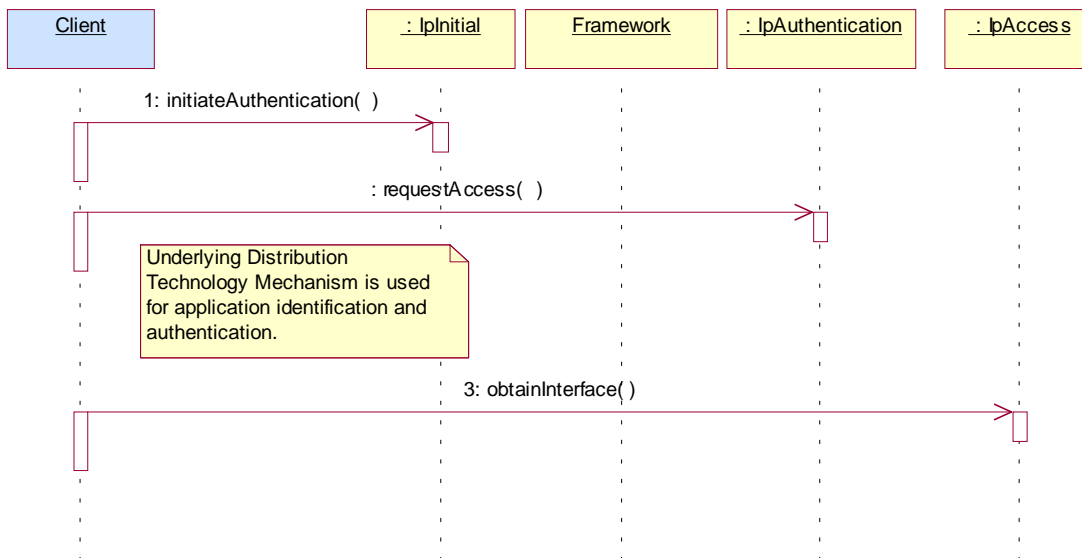 Client
: IpInitial
Framework
: IpAuthentication
: IpAccess
1: initiateAuthentication( )
: requestAccess( )
Underlying Distribution
Technology Mechanism is used
for application identification and
authentication.
3: obtainInterface( )